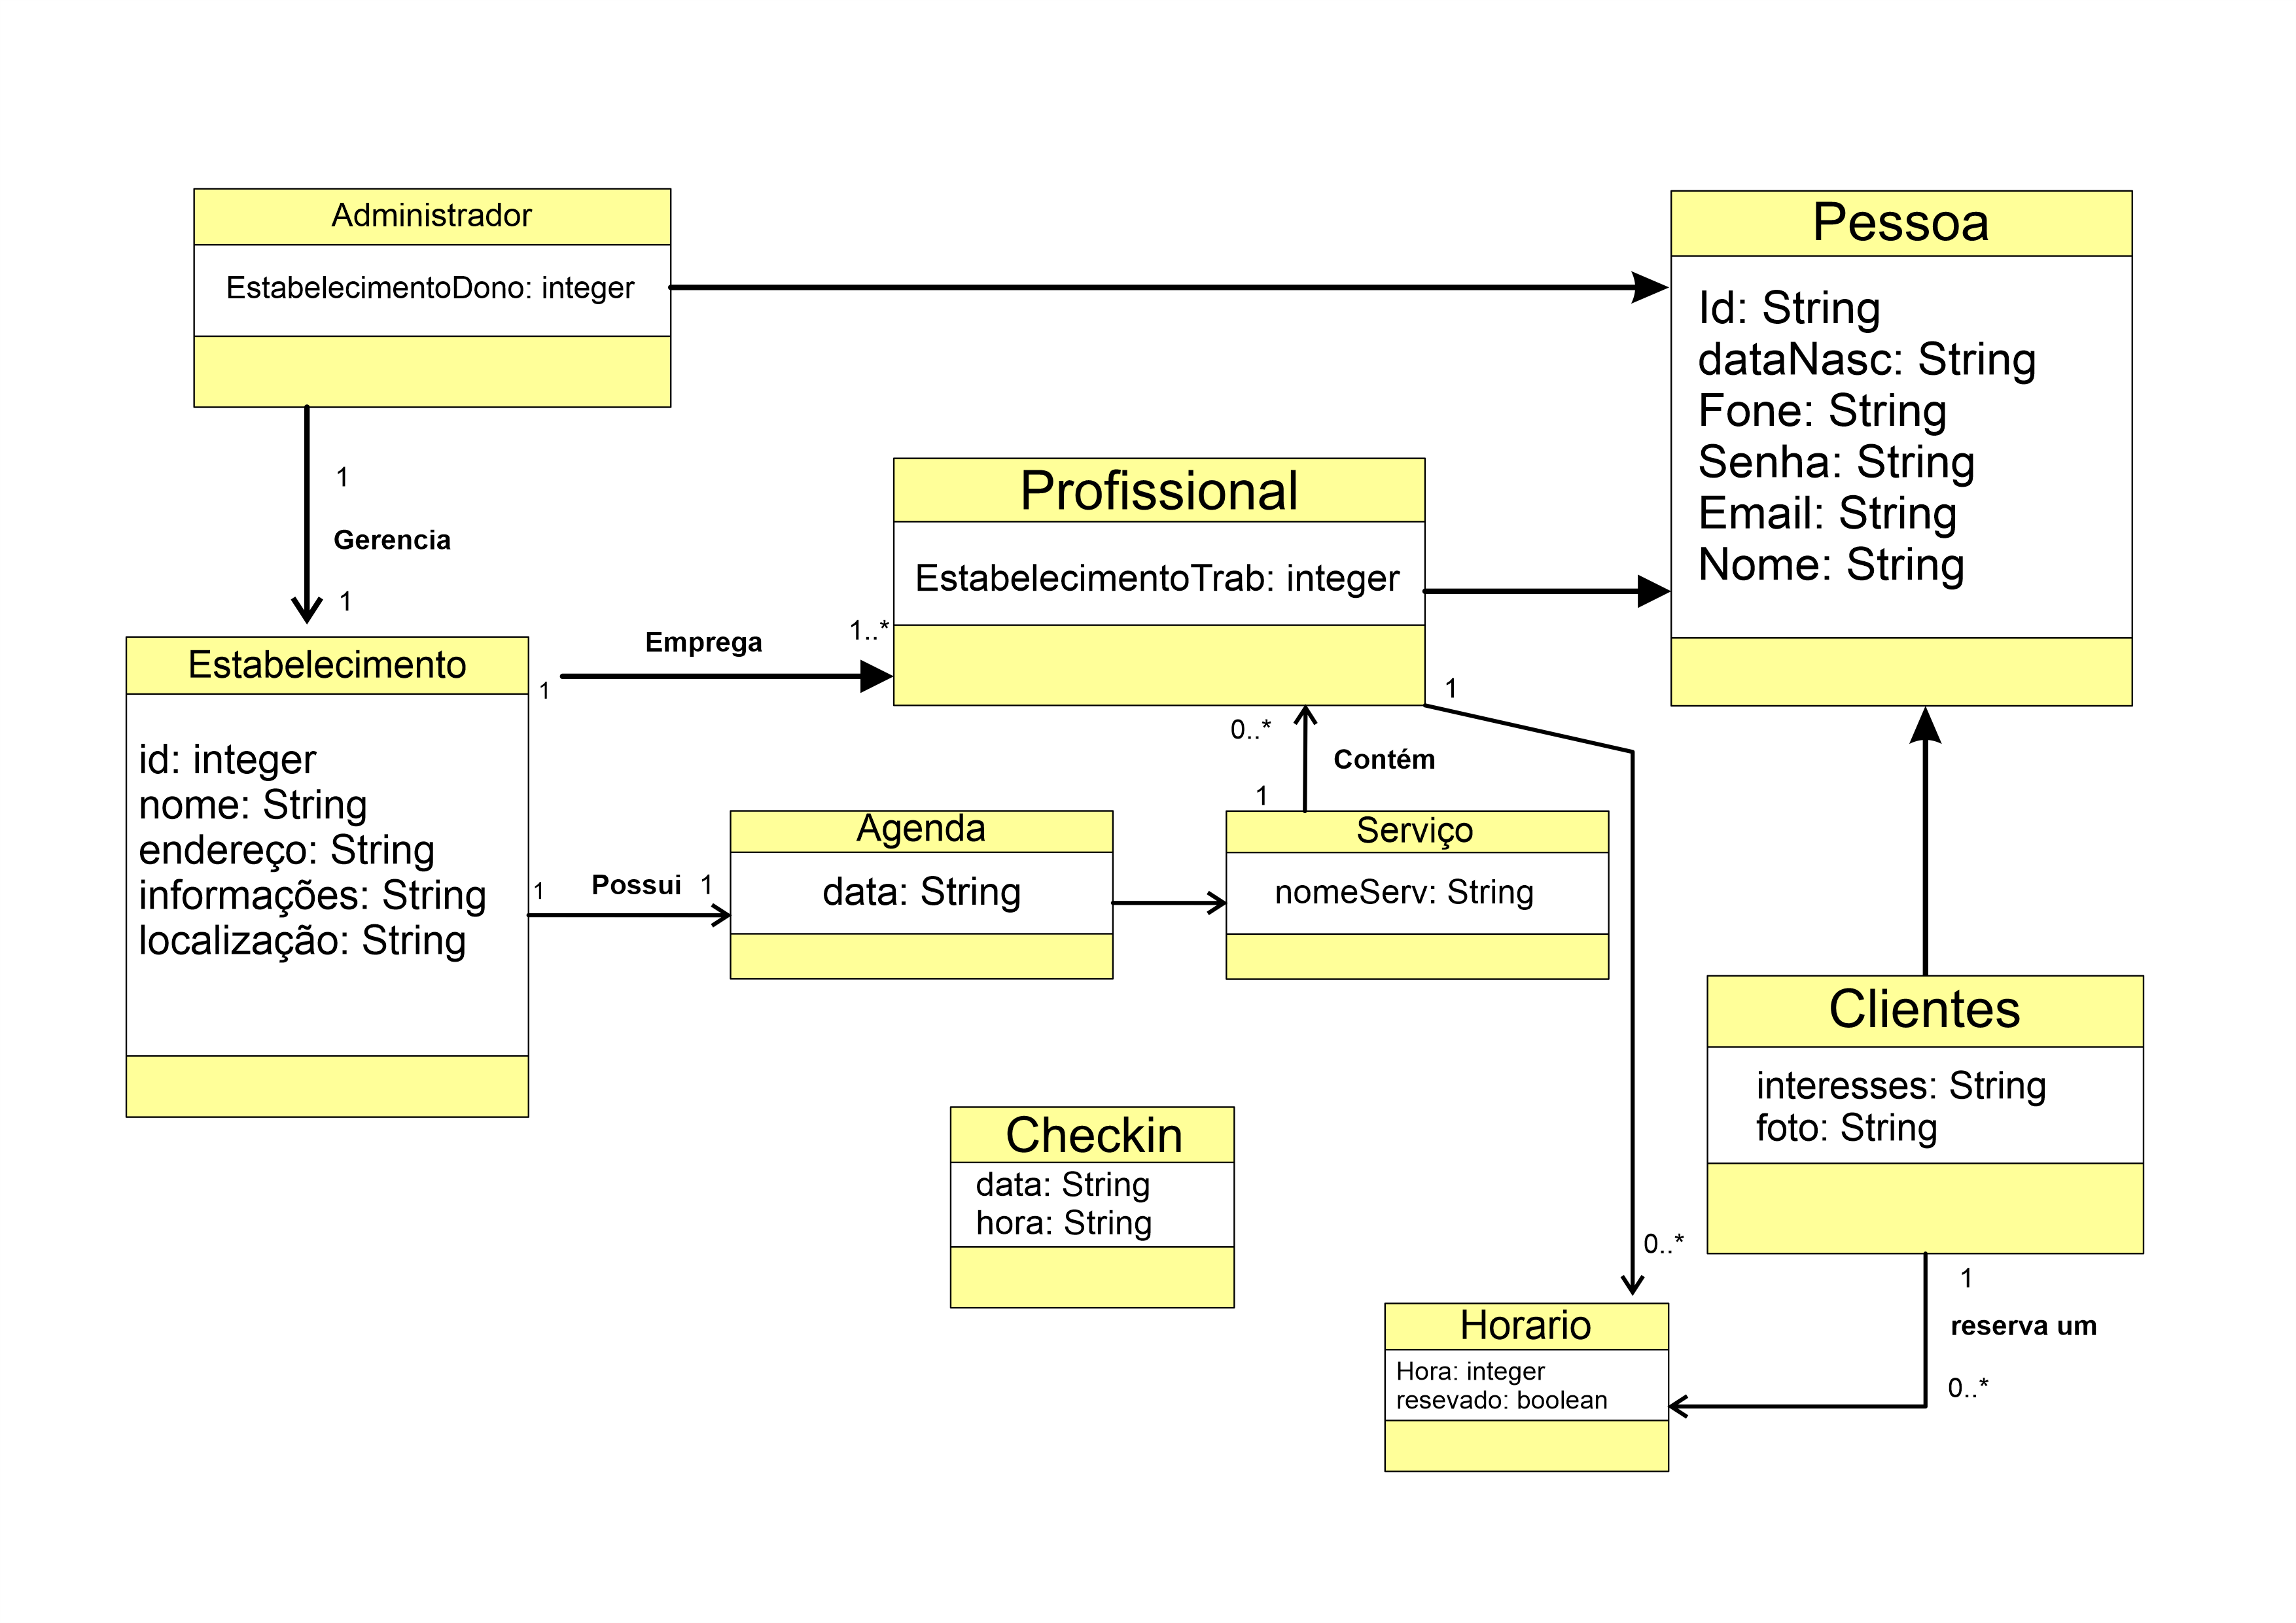 Administrador
EstabelecimentoDono: integer
Pessoa
Id: String
dataNasc: String
Fone: String
Senha: String
Email: String
Nome: String
1
Gerencia
1
Profissional
EstabelecimentoTrab: integer
Estabelecimento
id: integer
nome: String
endereço: String
informações: String
localização: String
1
Emprega
1..*
1
0..*
Contém
1
Agenda
data: String
Serviço
nomeServ: String
1
Possui
1
Clientes
interesses: String
foto: String
Checkin
data: String
hora: String
0..*
1
reserva um
0..*
Horario
Hora: integer
resevado: boolean